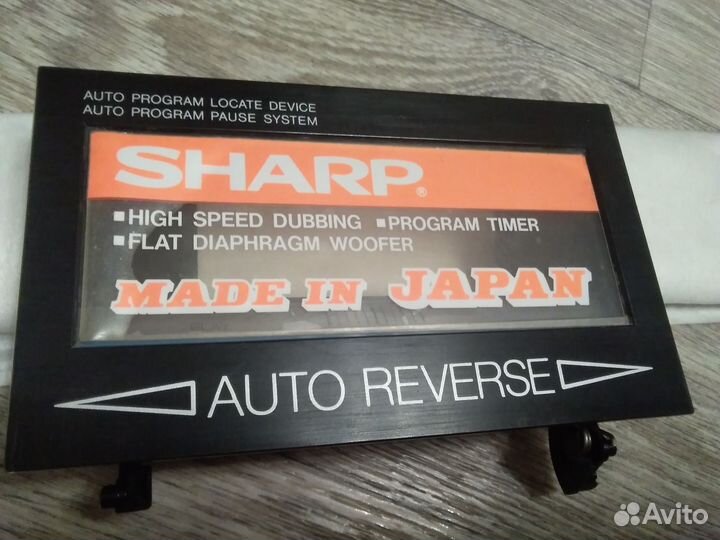 AUTO PROGRAM LOCATE DEVICE
AUTO PROGRAM PAUSE SYSTEM
SHARP®
▪HIGH SPEED DUBBING ▪PROGRAM TIMER
▪FLAT DIAPHRAGM WOOFER
MADE IN JAPAN
AUTO REVERSE
Avito